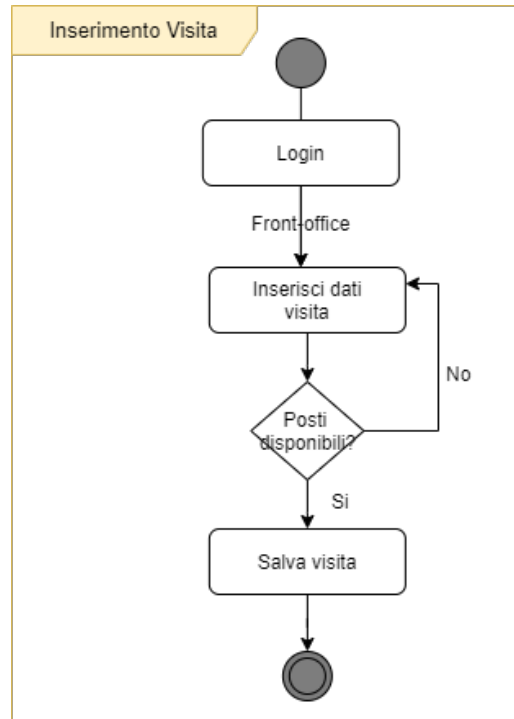 Inserimento Visita
Login
Front-office
Inserisci dati
visita
No
Posti
disponibili?
Si
Salva visita